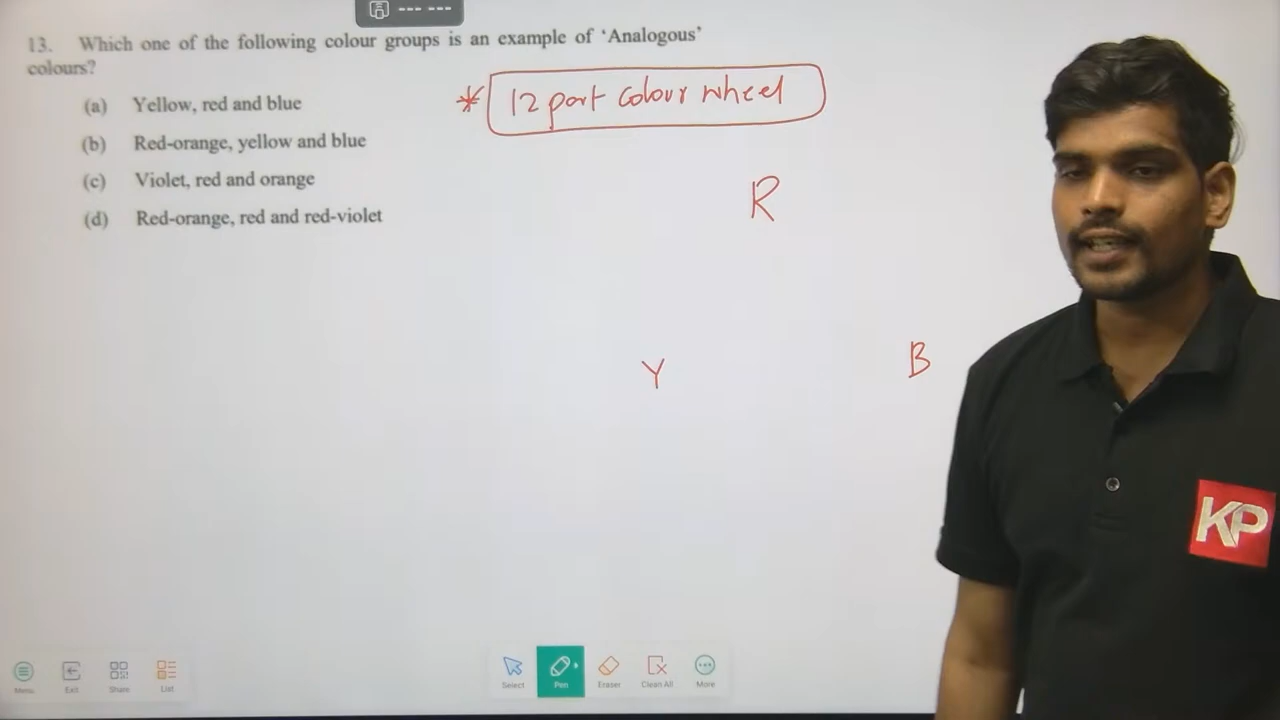 13. Which one of the following colour groups is an example of ‘Analogous’
colours?
(a) Yellow, red and blue
(b) Red-orange, yellow and blue
(c) Violet, red and orange
(d) Red-orange, red and red-violet
* 12 part colour wheel
R
Y
B
KP
Menu Exit Share List Select Pen Eraser Clean All More